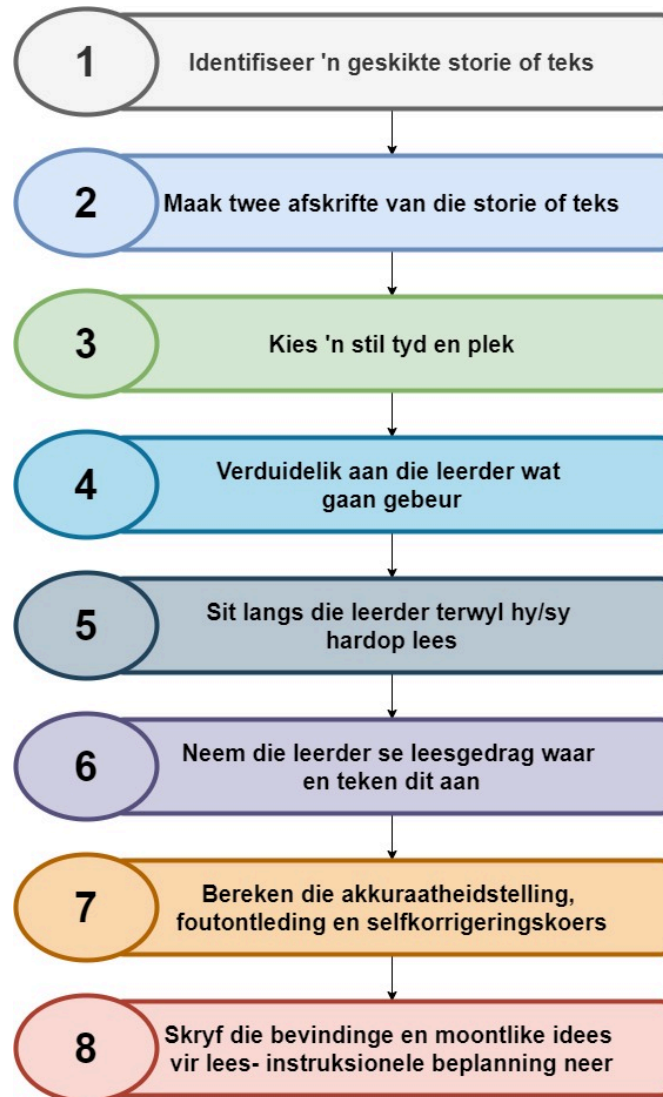 1
Identifiseer 'n geskikte storie of teks
2
Maak twee afskrifte van die storie of teks
3
Kies 'n stil tyd en plek
4
Verduidelik aan die leerder wat
gaan gebeur
5
Sit langs die leerder terwyl hy/sy
hardop lees
6
Neem die leerder se leesgedrag waar
en teken dit aan
7
Bereken die akkuraatheidstelling,
foutontleding en selfkorrigeringskoers
8
Skryf die bevindinge en moontlike idees
vir lees- instruksionele beplanning neer